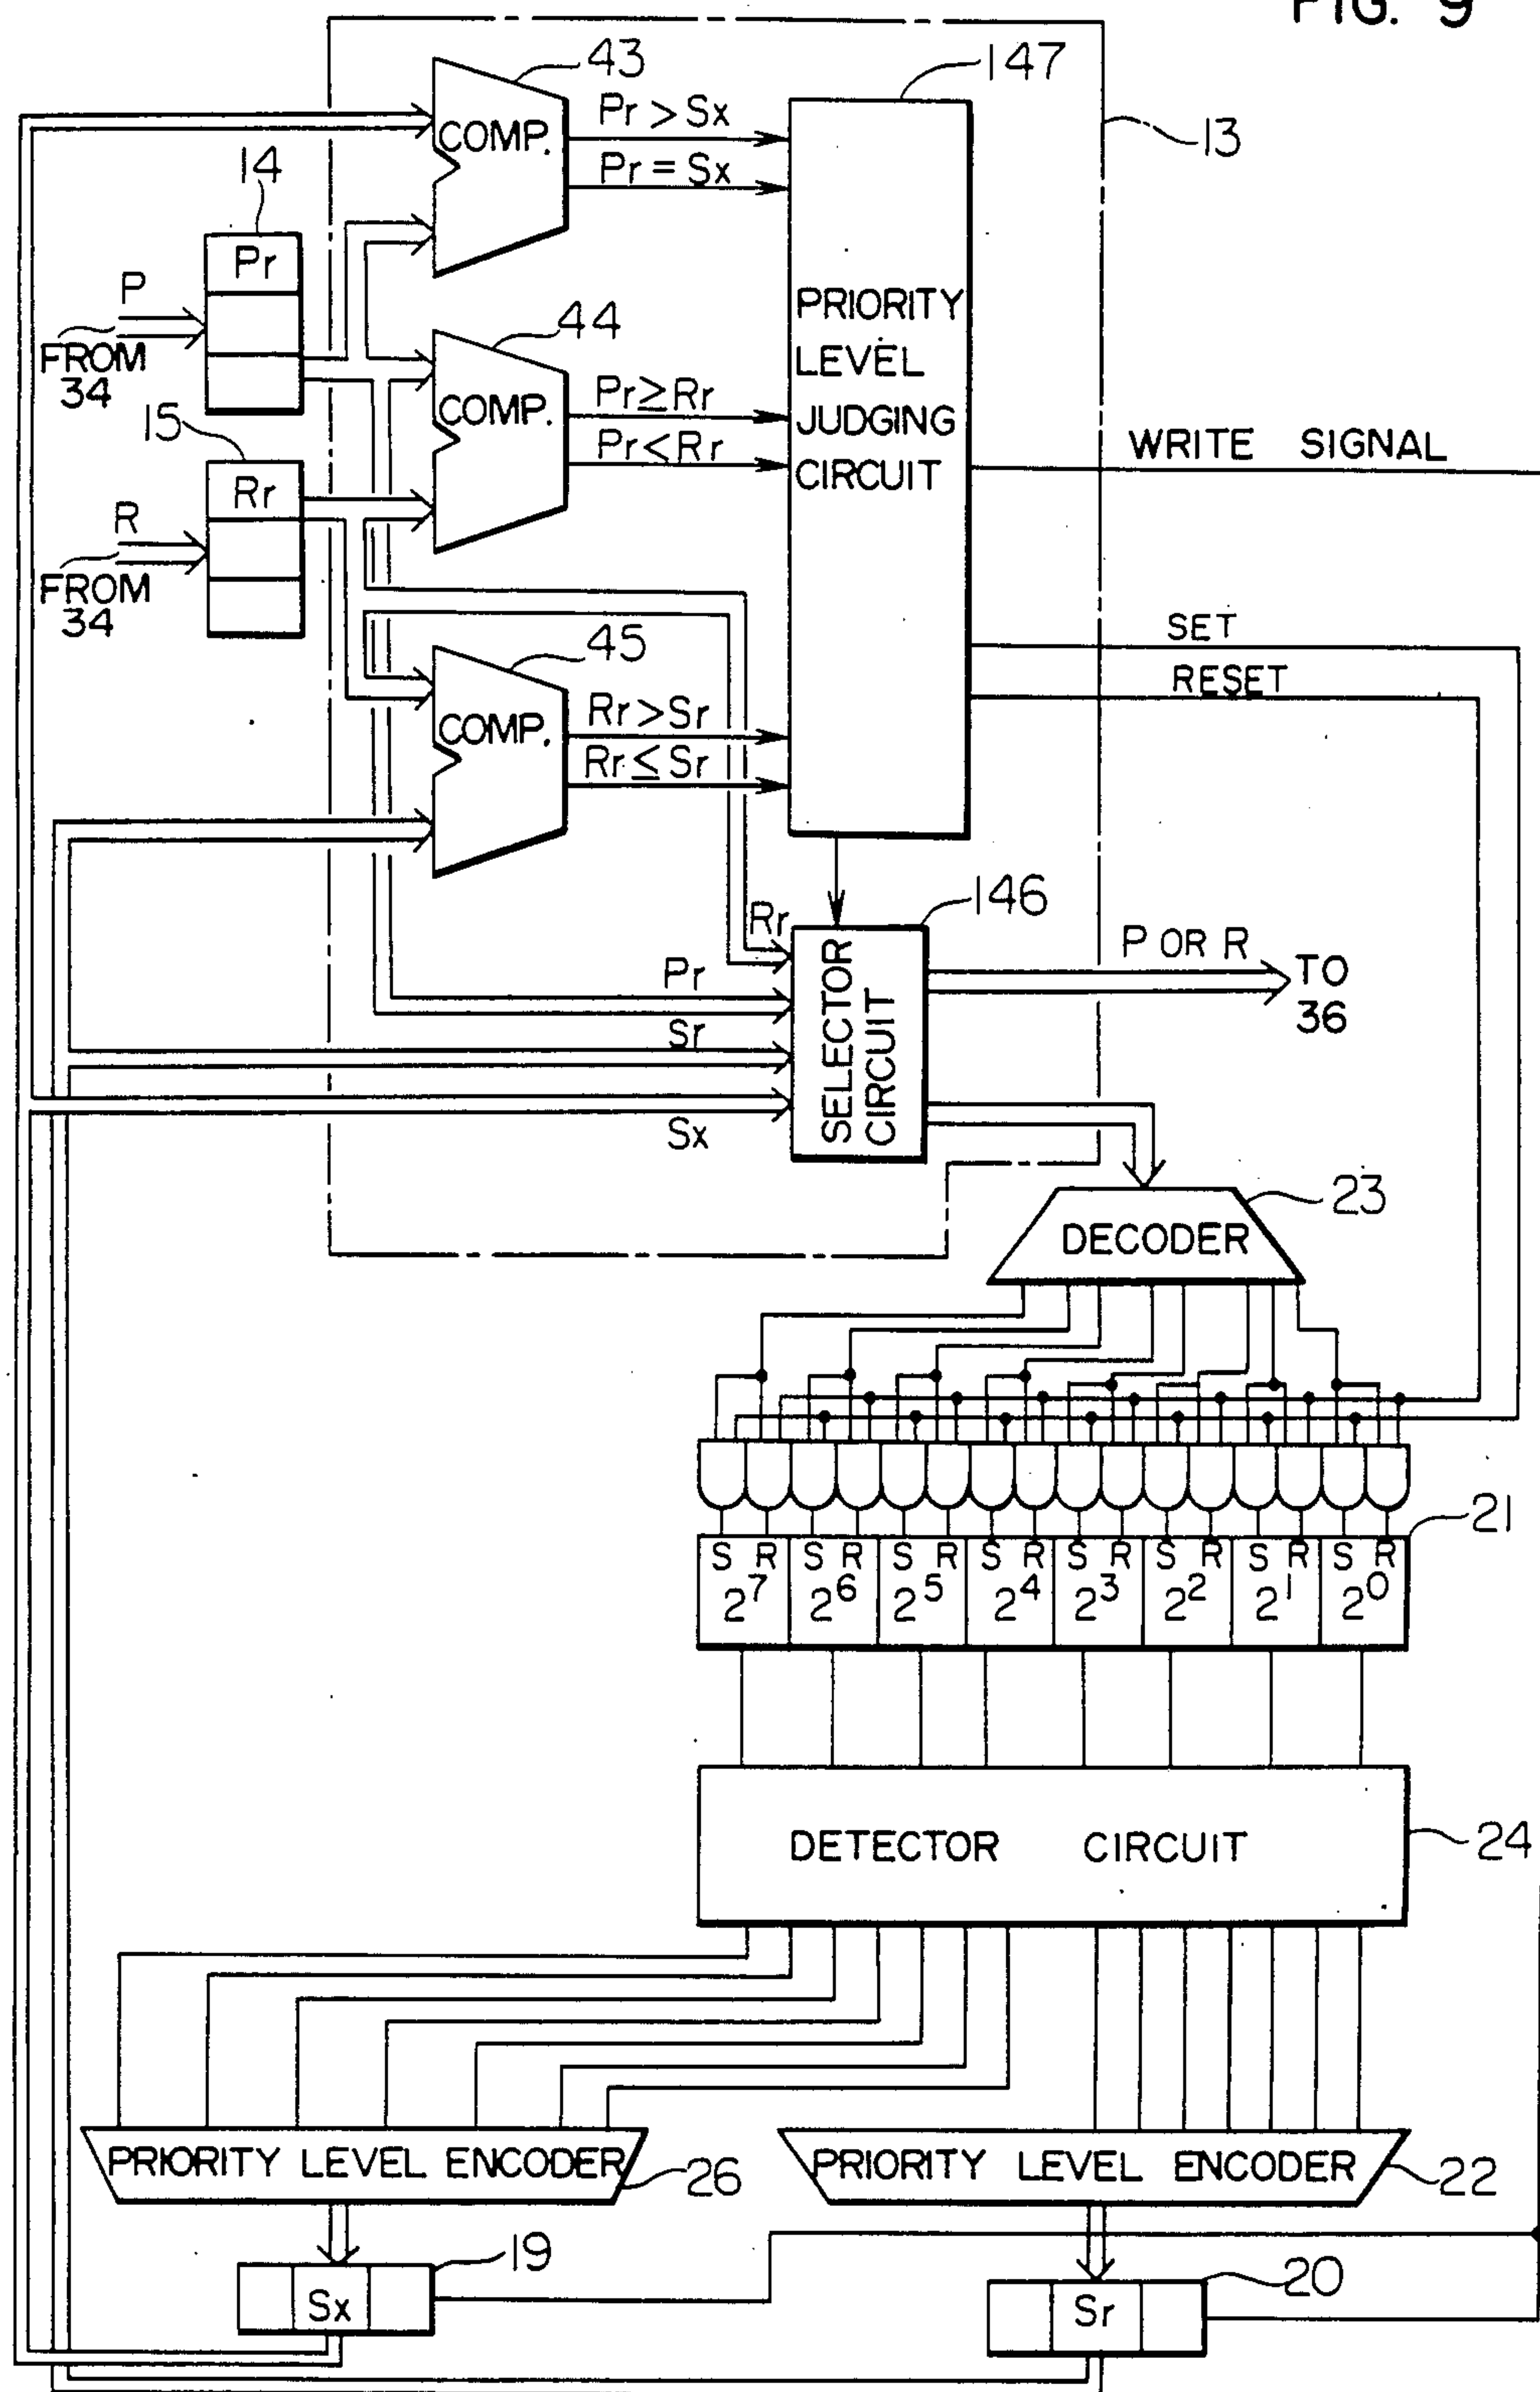 FIG. 9
43
147
COMP.
Pr > Sx
Pr = Sx
13
14
Pr
P
FROM
34
44
COMP.
Pr ≥ Rr
Pr < Rr
PRIORITY
LEVEL
JUDGING
CIRCUIT
WRITE SIGNAL
15
Rr
R
FROM
34
SET
RESET
45
COMP.
Rr > Sr
Rr ≤ Sr
146
Rr
Pr
Sr
Sx
SELECTOR
CIRCUIT
P OR R
TO
36
23
DECODER
21
S R S R S R S R S R S R S R S R
2⁷ 2⁶ 2⁵ 2⁴ 2³ 2² 2¹ 2⁰
DETECTOR CIRCUIT
24
PRIORITY LEVEL ENCODER
26
PRIORITY LEVEL ENCODER
22
19
Sx
20
Sr